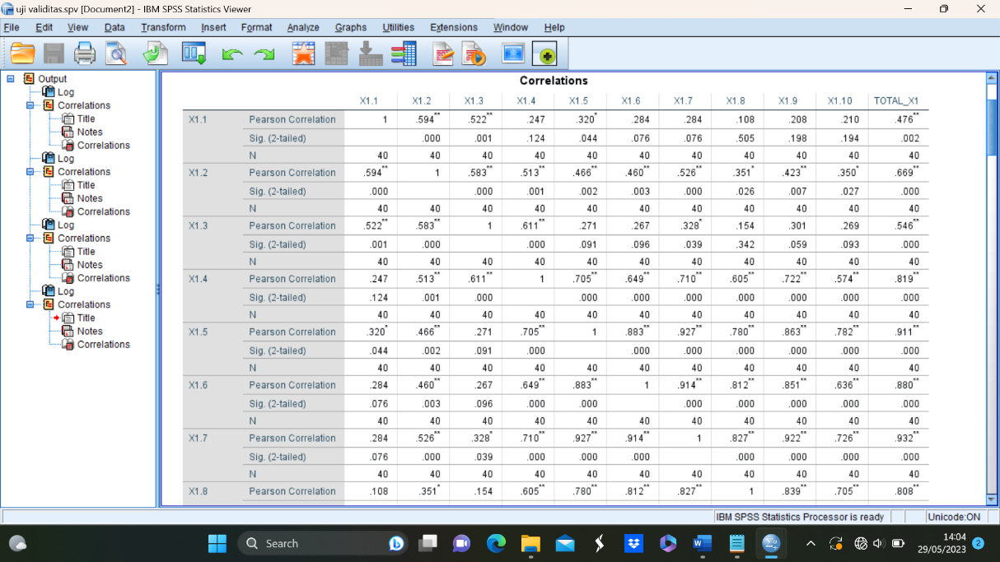 uji validitas.spv [Document2] - IBM SPSS Statistics Viewer
File Edit View Data Transform Insert Format Analyze Graphs Utilities Extensions Window Help
Output
Log
Correlations
Title
Notes
Correlations
Log
Correlations
Title
Notes
Correlations
Log
Correlations
Title
Notes
Correlations
Log
Correlations
Title
Notes
Correlations
Correlations
X1.1 X1.2 X1.3 X1.4 X1.5 X1.6 X1.7 X1.8 X1.9 X1.10 TOTAL_X1
X1.1 Pearson Correlation 1 .594** .522** .247 .320* .284 .284 .108 .208 .210 .476**
Sig. (2-tailed) .000 .001 .124 .044 .076 .076 .505 .198 .194 .002
N 40 40 40 40 40 40 40 40 40 40 40
X1.2 Pearson Correlation .594** 1 .583** .513** .466** .460** .526** .351* .423** .350* .669**
Sig. (2-tailed) .000 .000 .001 .002 .003 .000 .026 .007 .027 .000
N 40 40 40 40 40 40 40 40 40 40 40
X1.3 Pearson Correlation .522** .583** 1 .611** .271 .267 .328* .154 .301 .269 .546**
Sig. (2-tailed) .001 .000 .000 .091 .096 .039 .342 .059 .093 .000
N 40 40 40 40 40 40 40 40 40 40 40
X1.4 Pearson Correlation .247 .513** .611** 1 .705** .649** .710** .605** .722** .574** .819**
Sig. (2-tailed) .124 .001 .000 .000 .000 .000 .000 .000 .000 .000
N 40 40 40 40 40 40 40 40 40 40 40
X1.5 Pearson Correlation .320* .466** .271 .705** 1 .883** .927** .780** .863** .782** .911**
Sig. (2-tailed) .044 .002 .091 .000 .000 .000 .000 .000 .000 .000
N 40 40 40 40 40 40 40 40 40 40 40
X1.6 Pearson Correlation .284 .460** .267 .649** .883** 1 .914** .812** .851** .636** .880**
Sig. (2-tailed) .076 .003 .096 .000 .000 .000 .000 .000 .000 .000
N 40 40 40 40 40 40 40 40 40 40 40
X1.7 Pearson Correlation .284 .526** .328* .710** .927** .914** 1 .827** .922** .726** .932**
Sig. (2-tailed) .076 .000 .039 .000 .000 .000 .000 .000 .000 .000
N 40 40 40 40 40 40 40 40 40 40 40
X1.8 Pearson Correlation .108 .351* .154 .605** .780** .812** .827** 1 .839** .705** .808**
IBM SPSS Statistics Processor is ready Unicode:ON
Search
14:04
29/05/2023
2